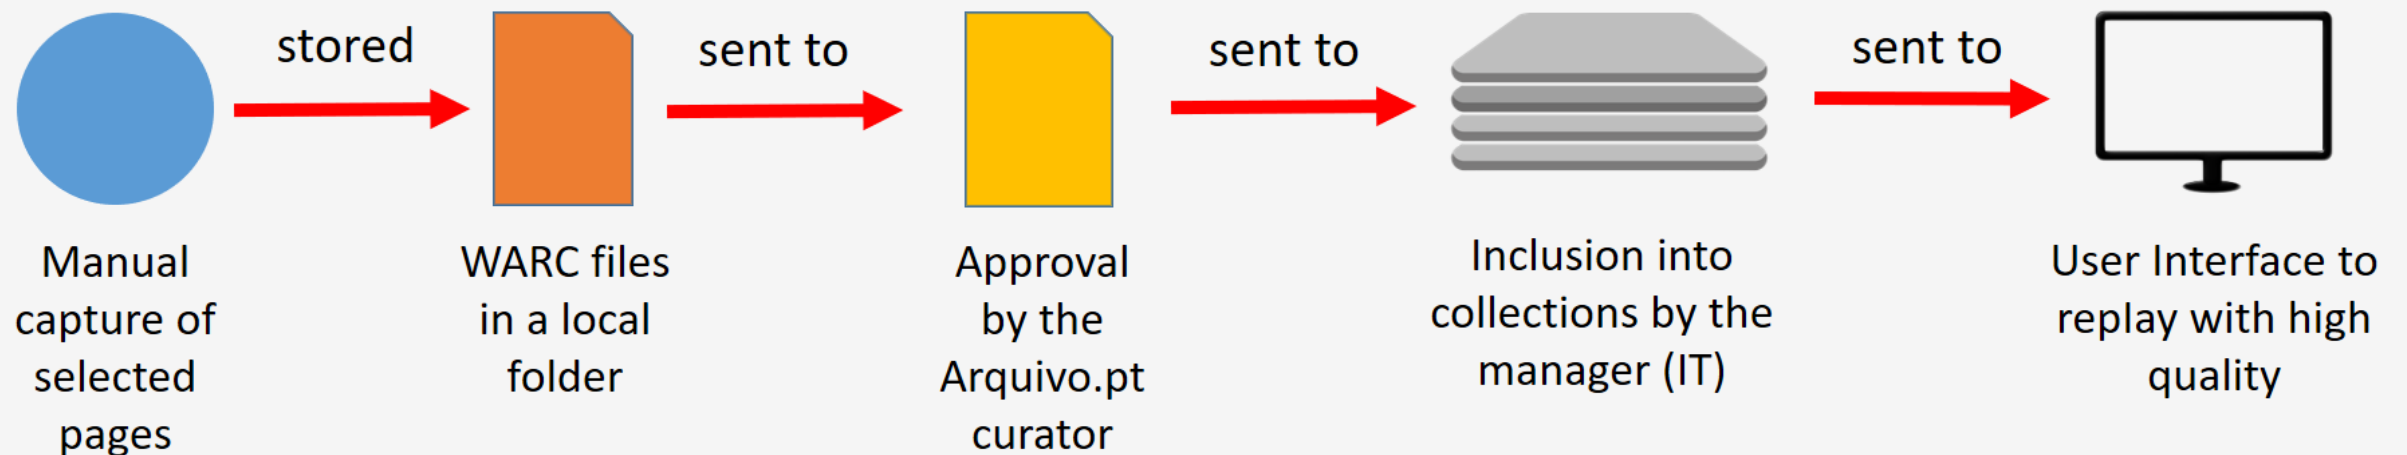 stored
sent to
sent to
sent to
Manual
capture of
selected
pages
WARC files
in a local
folder
Approval
by the
Arquivo.pt
curator
Inclusion into
collections by the
manager (IT)
User Interface to
replay with high
quality